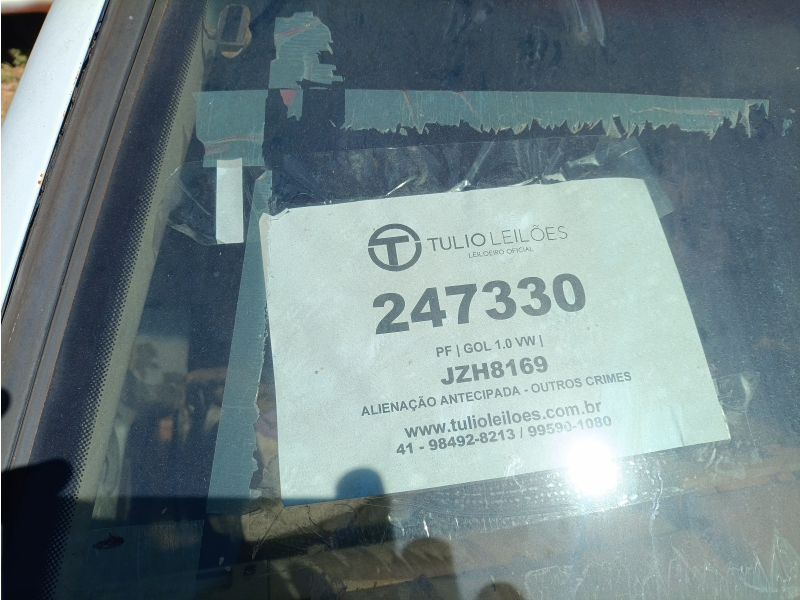 TULIO LEILÕES
LEILOEIRO OFICIAL
247330
PF | GOL 1.0 VW |
JZH8169
ALIENAÇÃO ANTECIPADA - OUTROS CRIMES
www.tulioleiloes.com.br
41 - 98492-8213 / 99590-1080